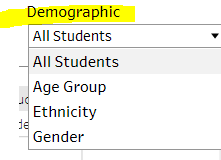 Demographic
All Students
All Students
Age Group
Ethnicity
Gender